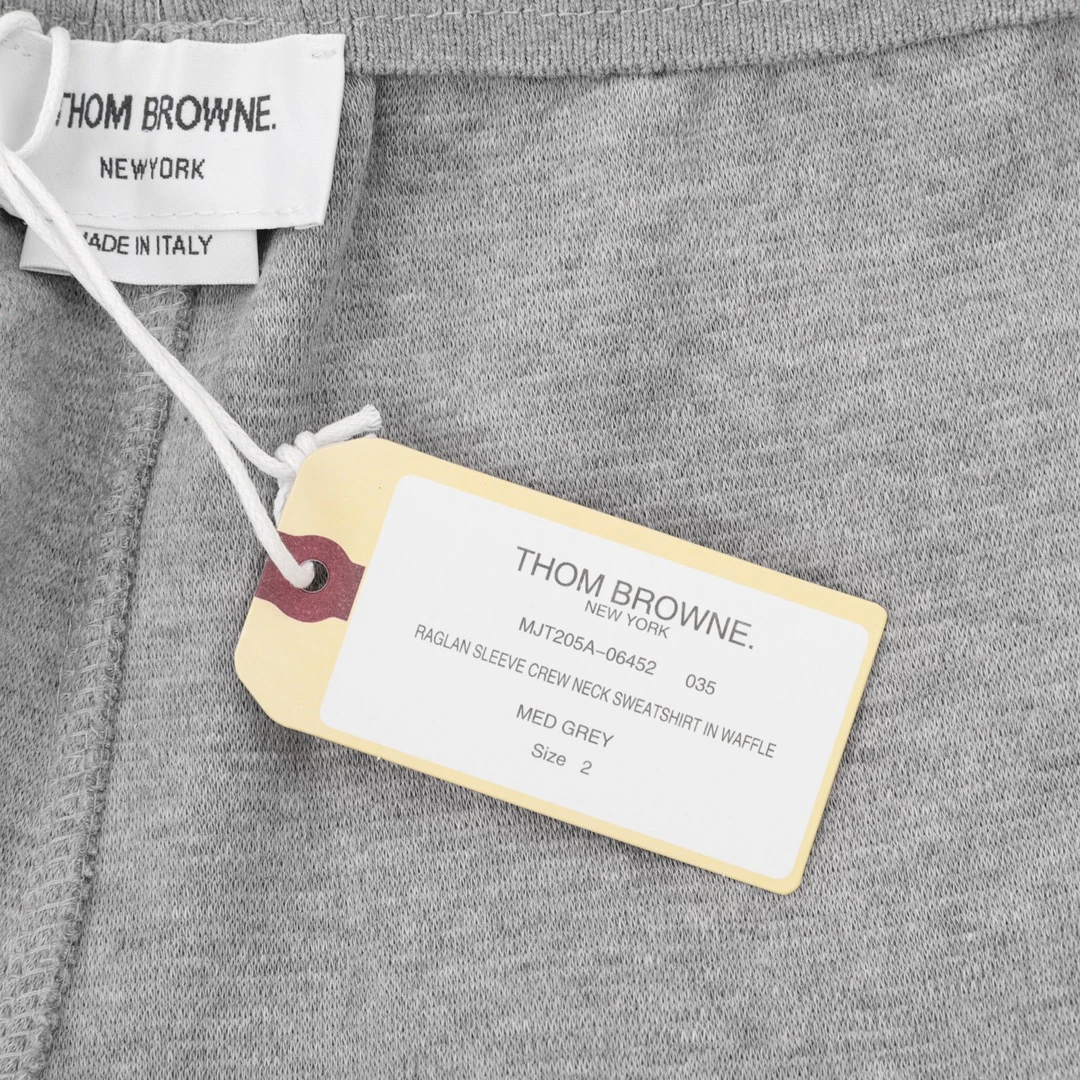 THOM BROWNE.
NEWYORK
MADE IN ITALY
THOM BROWNE.
NEW YORK
MJT205A-06452 035
RAGLAN SLEEVE CREW NECK SWEATSHIRT IN WAFFLE
MED GREY
Size 2